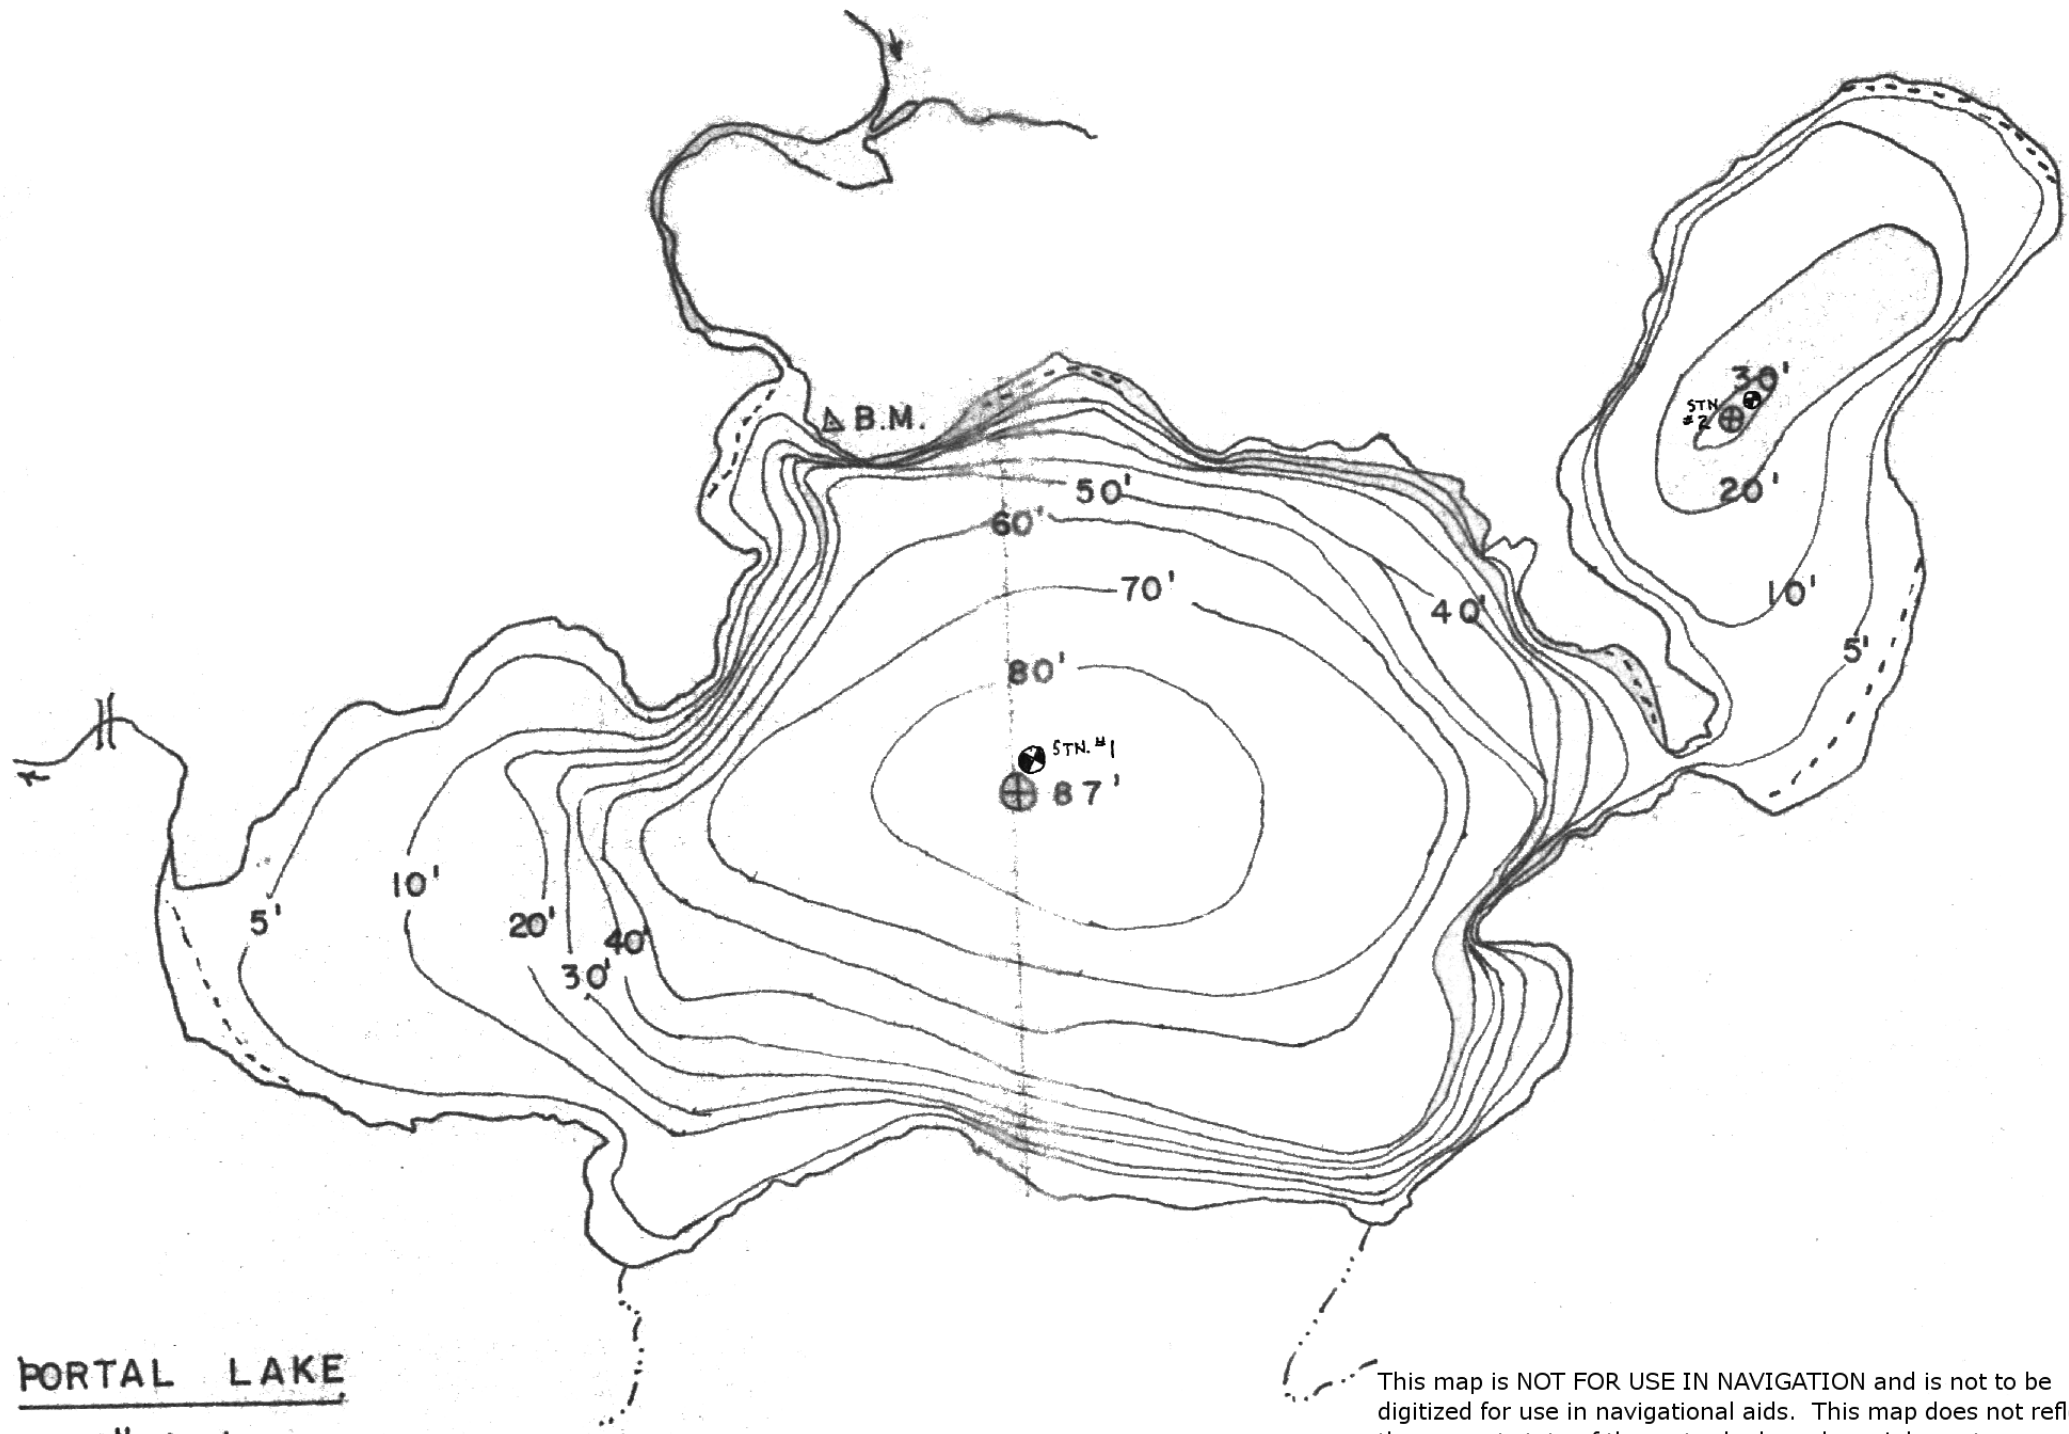 B.M.
30'
STN
#2
50'
20'
60'
70'
10'
40'
80'
5'
STN. #1
87'
10'
5'
20'
40'
30'
PORTAL LAKE
This map is NOT FOR USE IN NAVIGATION and is not to be
digitized for use in navigational aids. This map does not refl